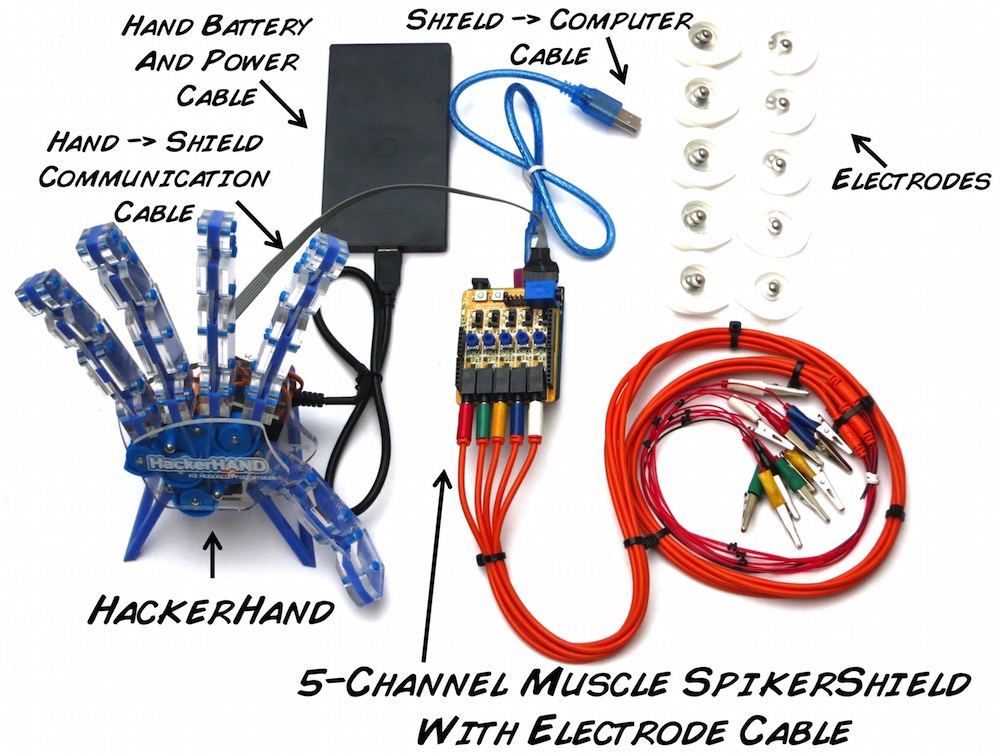 Hand Battery
And Power
Cable
Shield -> Computer
Cable
Hand -> Shield
Communication
Cable
Electrodes
HackerHAND
HackerHand
5-Channel Muscle SpikerShield
With Electrode Cable